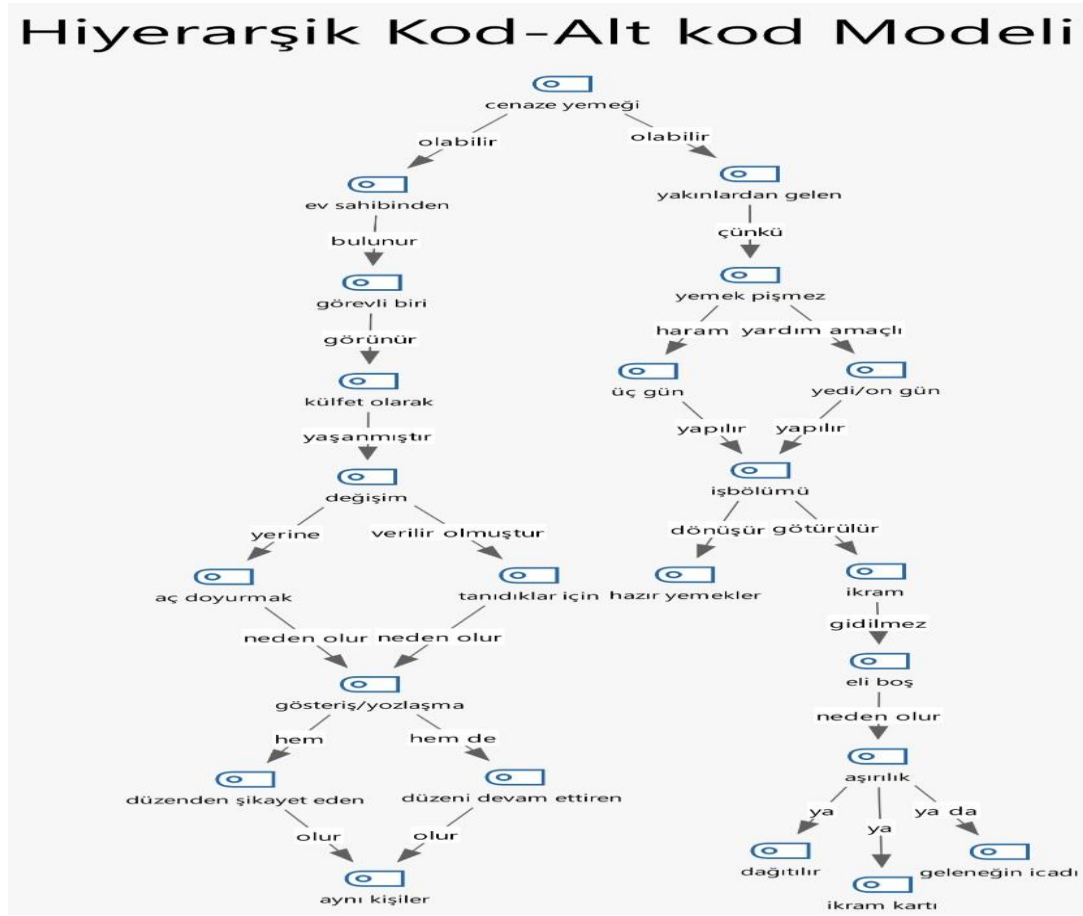 Hiyerarşik Kod-Alt kod Modeli
cenaze yemeği
olabilir
olabilir
ev sahibinden
yakınlardan gelen
bulunur
çünkü
görevli biri
yemek pişmez
görünür
haram
yardım amaçlı
külfet olarak
üç gün
yedi/on gün
yaşanmıştır
yapılır
yapılır
değişim
işbölümü
yerine
verilir olmuştur
dönüşür
götürülür
aç doyurmak
tanıdıklar için
hazır yemekler
ikram
neden olur
neden olur
gidilmez
gösteriş/yozlaşma
eli boş
hem
hem de
neden olur
düzenden şikayet eden
düzeni devam ettiren
aşırılık
olur
olur
ya
ya
ya da
aynı kişiler
dağıtılır
ikram kartı
geleneğin icadı